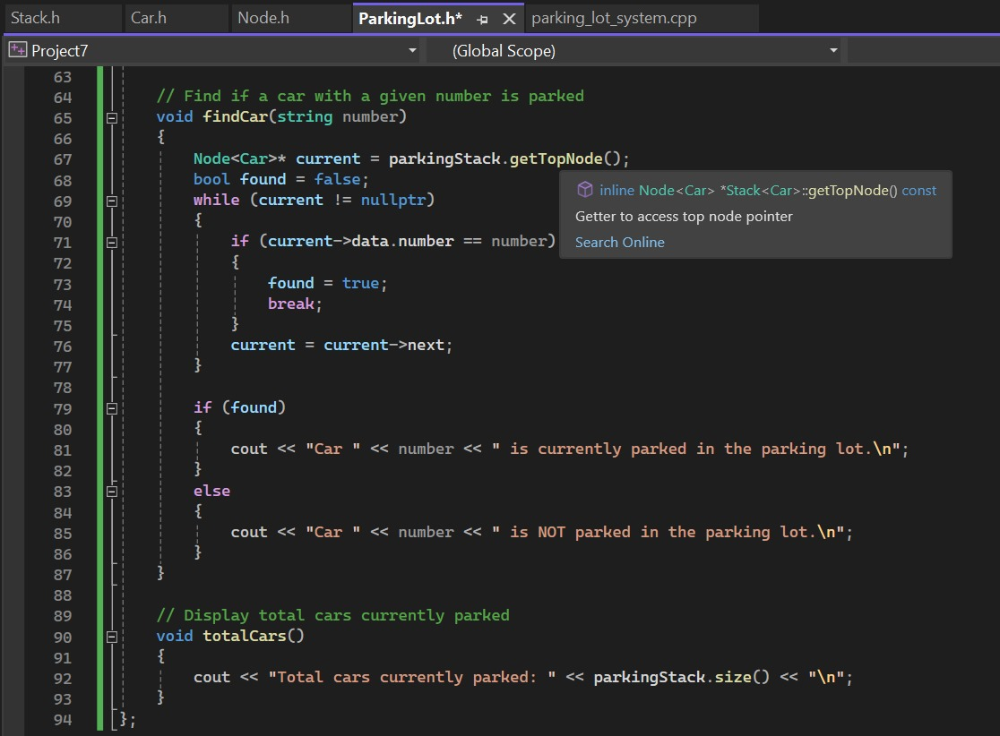 Stack.h Car.h Node.h ParkingLot.h* parking_lot_system.cpp
Project7 (Global Scope)
63
64 // Find if a car with a given number is parked
65 void findCar(string number)
66 {
67 Node<Car>* current = parkingStack.getTopNode();
68 bool found = false;
inline Node<Car> *Stack<Car>::getTopNode() const
69 while (current != nullptr)
70 {
Getter to access top node pointer
71 if (current->data.number == number)
Search Online
72 {
73 found = true;
74 break;
75 }
76 current = current->next;
77 }
78
79 if (found)
80 {
81 cout << "Car " << number << " is currently parked in the parking lot.\n";
82 }
83 else
84 {
85 cout << "Car " << number << " is NOT parked in the parking lot.\n";
86 }
87 }
88
89 // Display total cars currently parked
90 void totalCars()
91 {
92 cout << "Total cars currently parked: " << parkingStack.size() << "\n";
93 }
94 };